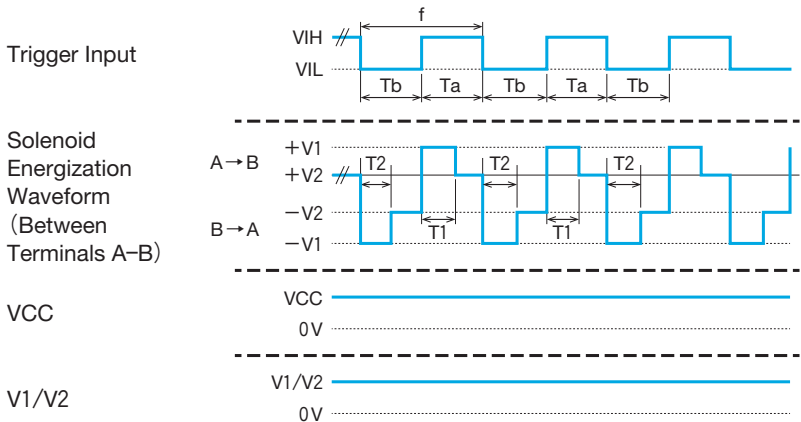 f
Trigger Input
VIH
VIL
Tb Ta Tb Ta Tb
Solenoid
Energization
Waveform
(Between
Terminals A–B)
A→B
B→A
+V1
+V2
−V2
−V1
T2 T2 T2
T1 T1
VCC
VCC
0V
V1/V2
V1/V2
0V